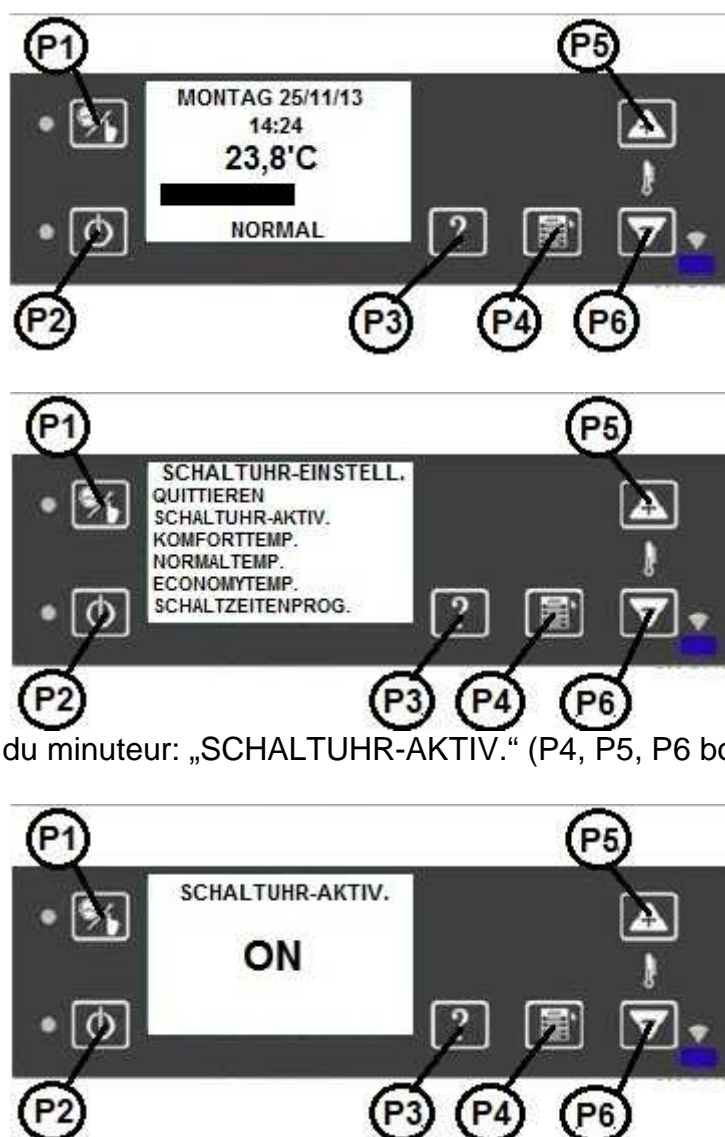 P1
P5
MONTAG 25/11/13
14:24
23,8'C
NORMAL
?
P2
P3
P4
P6
P1
P5
SCHALTUHR-EINSTELL.
QUITTIEREN
SCHALTUHR-AKTIV.
KOMFORTTEMP.
NORMALTEMP.
ECONOMYTEMP.
SCHALTZEITENPROG.
?
P2
P3
P4
P6
du minuteur: „SCHALTUHR-AKTIV.“ (P4, P5, P6 bo
P1
P5
SCHALTUHR-AKTIV.
ON
?
P2
P3
P4
P6